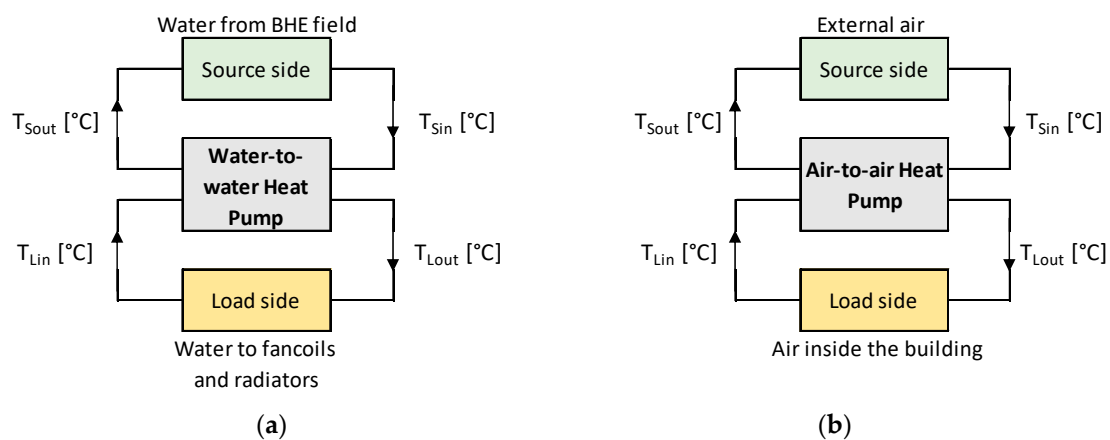 Water from BHE field
Source side
T_Sout [°C]
T_Sin [°C]
Water-to-
water Heat
Pump
T_Lin [°C]
T_Lout [°C]
Load side
Water to fancoils
and radiators
(a)
External air
Source side
T_Sout [°C]
T_Sin [°C]
Air-to-air Heat
Pump
T_Lin [°C]
T_Lout [°C]
Load side
Air inside the building
(b)